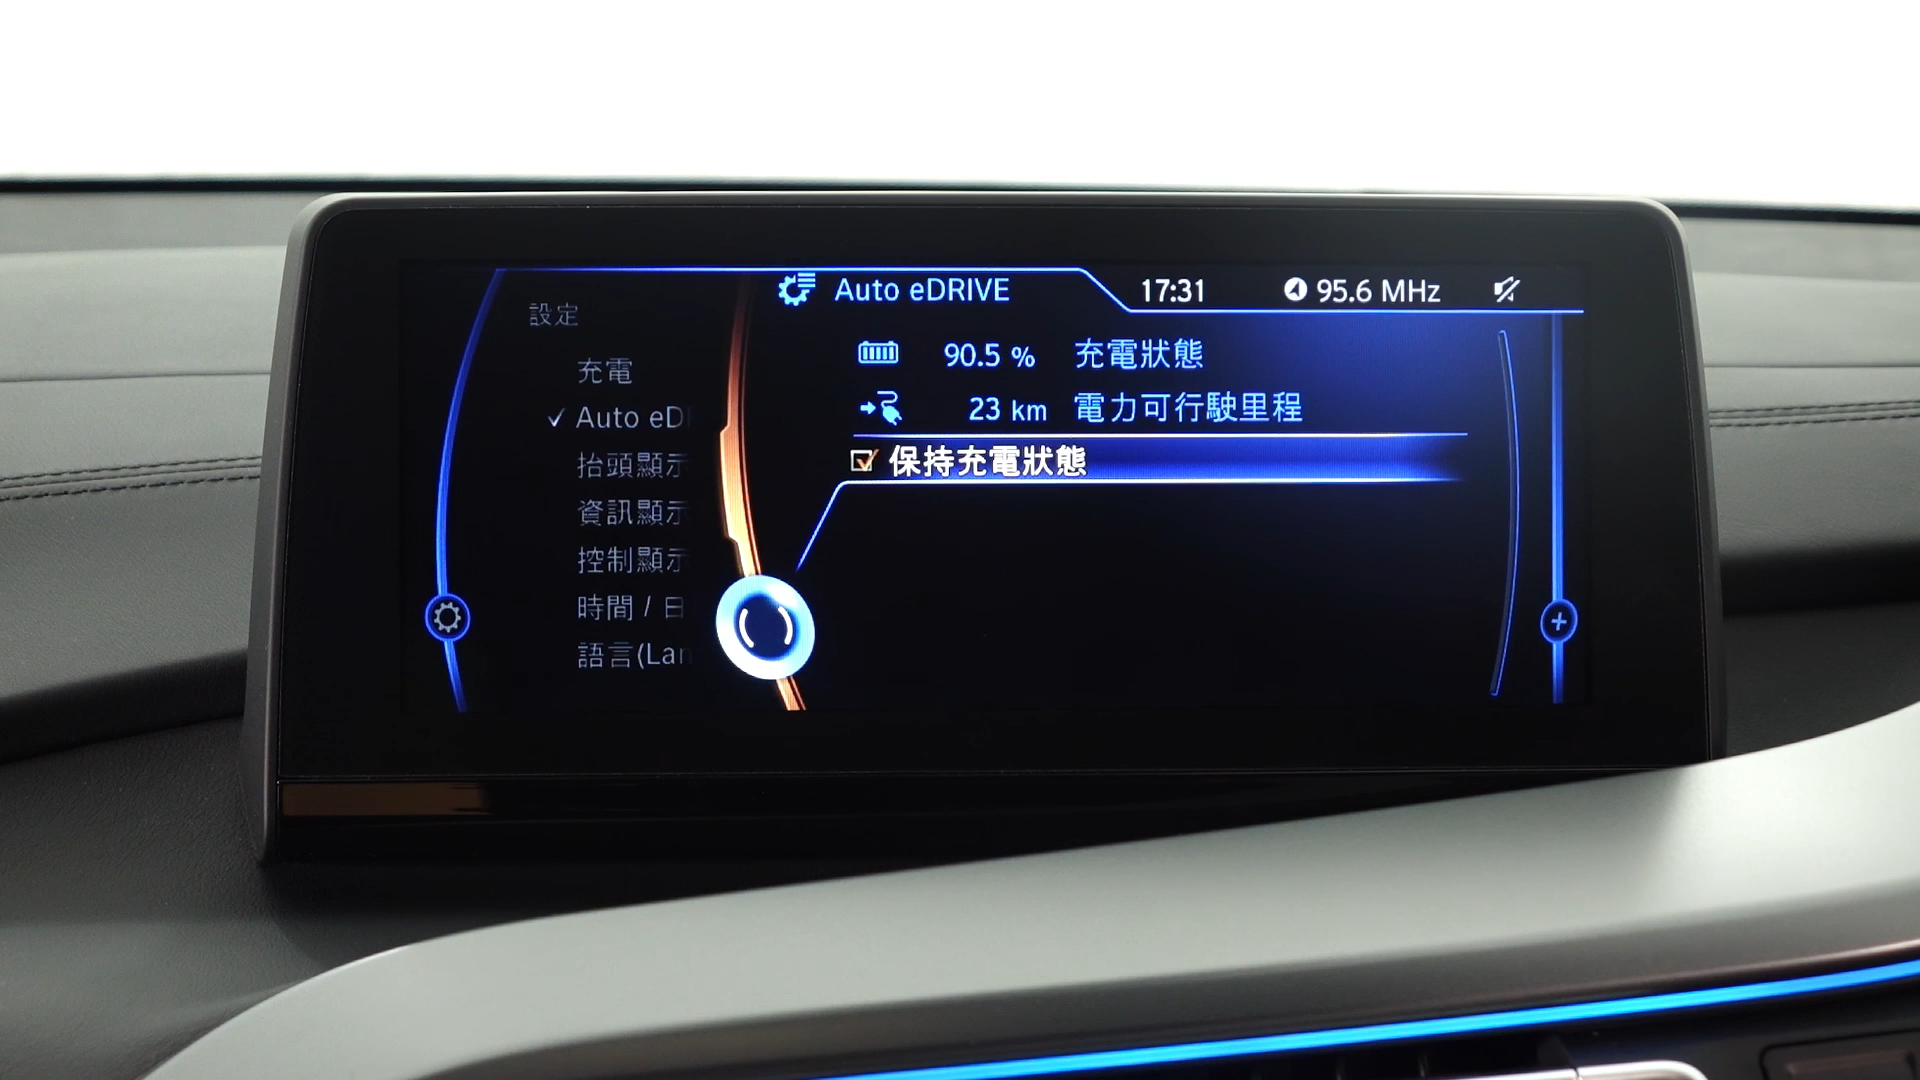 Auto eDRIVE 17:31 95.6 MHz
設定
90.5 % 充電狀態
充電
23 km 電力可行駛里程
Auto eD
保持充電狀態
抬頭顯示
資訊顯示
控制顯示
時間 / 日
語言(Lan